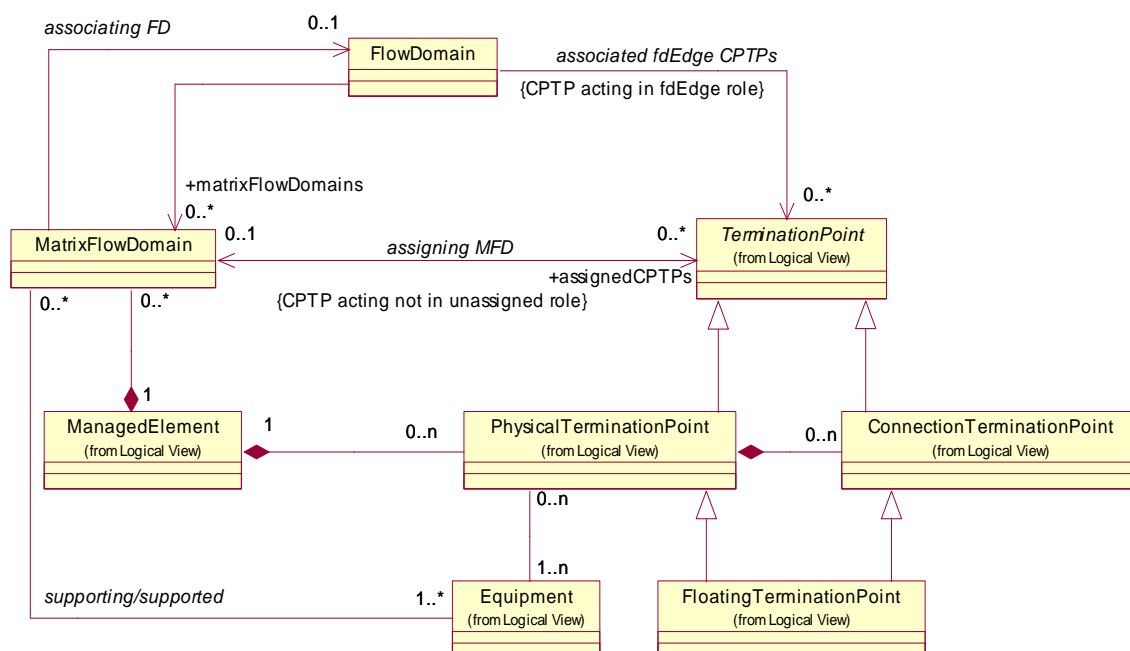 associating FD
0..1
FlowDomain
associated fdEdge CPTPs
{CPTP acting in fdEdge role}
+matrixFlowDomains
0..*
0..*
MatrixFlowDomain
0..1
assigning MFD
0..*
TerminationPoint
(from Logical View)
+assignedCPTPs
{CPTP acting not in unassigned role}
0..*
0..*
1
ManagedElement
(from Logical View)
1
0..n
PhysicalTerminationPoint
(from Logical View)
0..n
ConnectionTerminationPoint
(from Logical View)
0..n
1..n
supporting/supported
1..*
Equipment
(from Logical View)
FloatingTerminationPoint
(from Logical View)